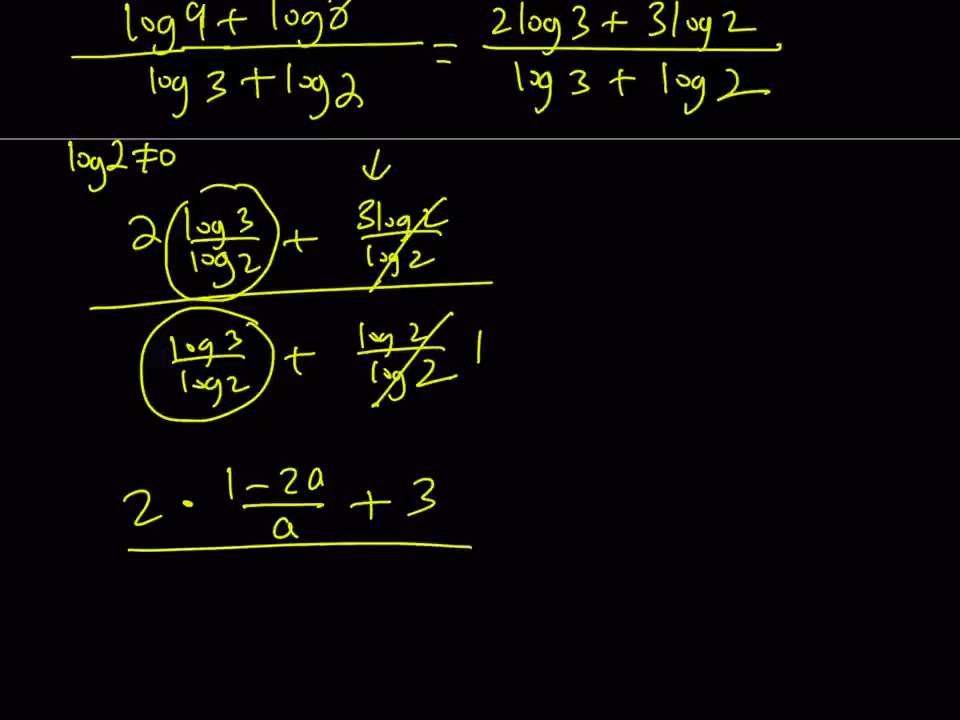 log 9 + log 8 / log 3 + log 2 = 2 log 3 + 3 log 2 / log 3 + log 2
log 2 ≠ 0
↓
2 log 3 / log 2 + 3 log 2 / log 2
log 3 / log 2 + log 2 / log 2 1
2 · 1 - 2a / a + 3